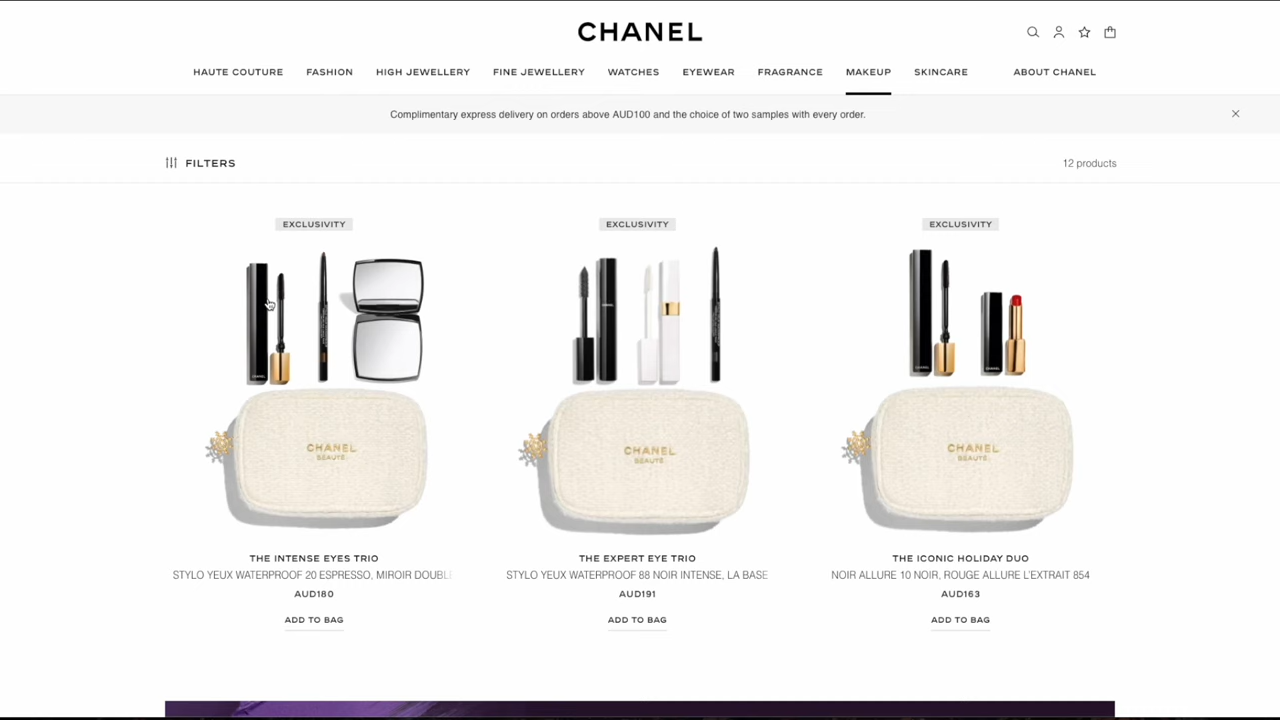 CHANEL
HAUTE COUTURE FASHION HIGH JEWELLERY FINE JEWELLERY WATCHES EYEWEAR FRAGRANCE MAKEUP SKINCARE ABOUT CHANEL
Complimentary express delivery on orders above AUD100 and the choice of two samples with every order.
FILTERS
12 products
EXCLUSIVITY
CHANEL
BEAUTÉ
THE INTENSE EYES TRIO
STYLO YEUX WATERPROOF 20 ESPRESSO, MIROIR DOUBL
AUD180
ADD TO BAG
EXCLUSIVITY
CHANEL
BEAUTÉ
THE EXPERT EYE TRIO
STYLO YEUX WATERPROOF 88 NOIR INTENSE, LA BASE
AUD191
ADD TO BAG
EXCLUSIVITY
CHANEL
BEAUTÉ
THE ICONIC HOLIDAY DUO
NOIR ALLURE 10 NOIR, ROUGE ALLURE L'EXTRAIT 854
AUD163
ADD TO BAG